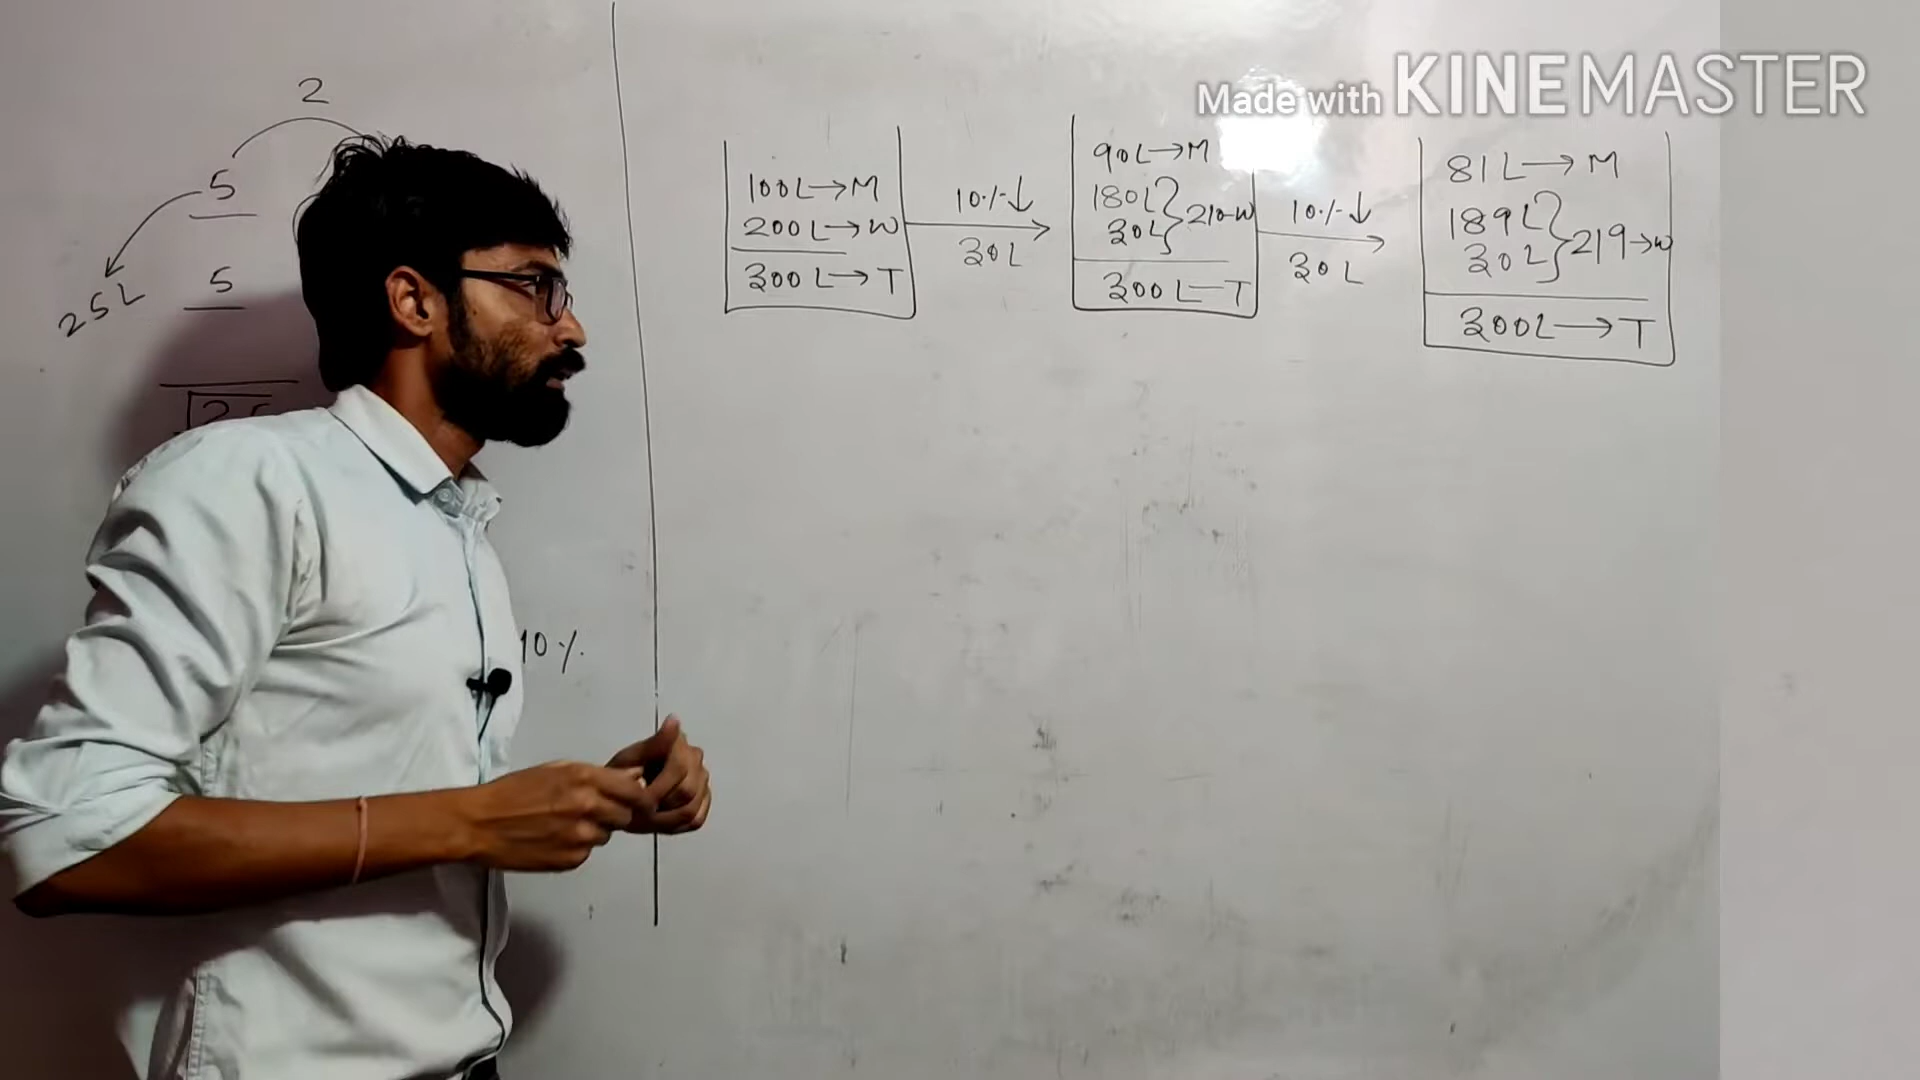 Made with KINEMASTER
2
5
25L
5
10%
100L→M
200L→W
300L→T
10%↓
30L
90L→M
180L
30L
210-W
300L-T
10%↓
30L
81L→M
189L
30L
219→W
300L→T